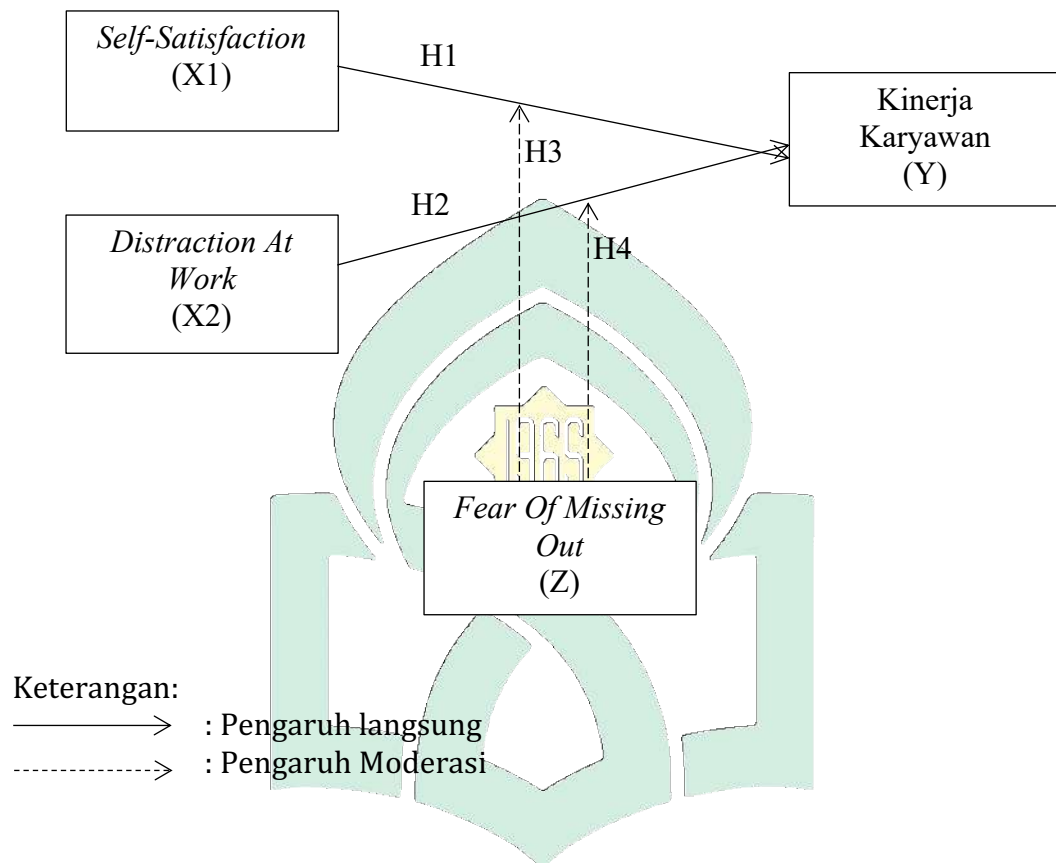 Self-Satisfaction
(X1)
H1
Kinerja
Karyawan
(Y)
H3
H2
H4
Distraction At
Work
(X2)
1365
Fear Of Missing
Out
(Z)
Keterangan:
: Pengaruh langsung
: Pengaruh Moderasi